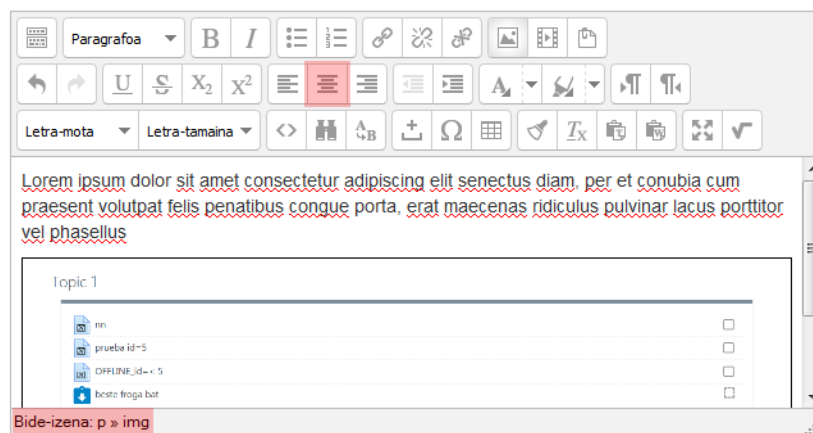 Paragrafoa B I
U S X2 X2 A
Letra-mota Letra-tamaina <> A B Ω Tx T W
Lorem ipsum dolor sit amet consectetur adipiscing elit senectus diam, per et conubia cum
praesent volutpat felis penatibus congue porta, erat maecenas ridiculus pulvinar lacus porttitor
vel phasellus
Topic 1
nn
prueba id=5
OFFLINE_id=< 5
beste froga bat
Bide-izena: p » img